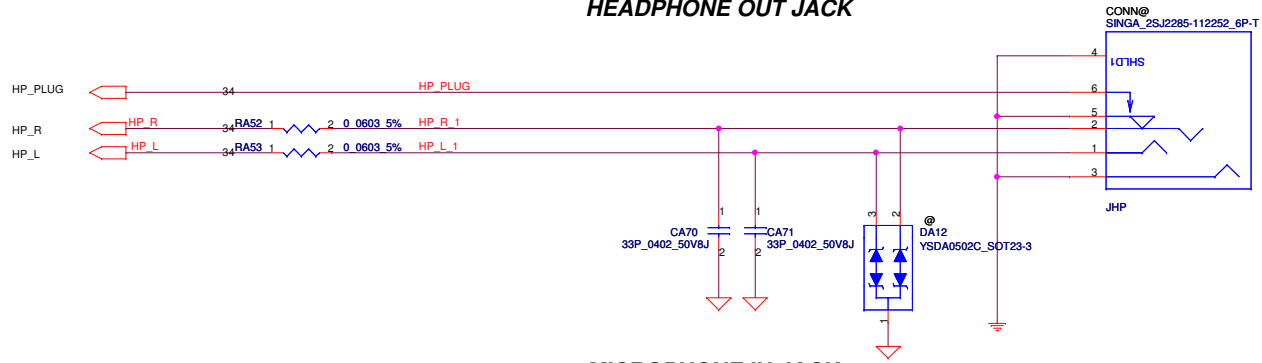 HEADPHONE OUT JACK
CONN@
SINGA_2SJ2285-112252_6P-T
4
SHLD1
HP_PLUG
34
HP_PLUG
6
5
HP_R
HP_R
34
RA52
1
2
0_0603_5%
HP_R_1
2
HP_L
HP_L
34
RA53
1
2
0_0603_5%
HP_L_1
1
3
JHP
1
1
3
2
@
CA70
CA71
DA12
33P_0402_50V8J
33P_0402_50V8J
YSDA0502C_SOT23-3
2
2
1